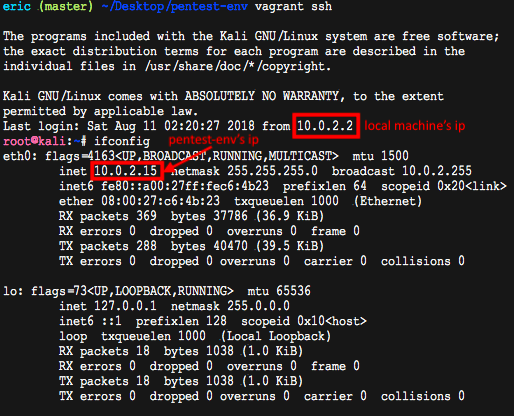 eric (master) ~/Desktop/pentest-env vagrant ssh
The programs included with the Kali GNU/Linux system are free software;
the exact distribution terms for each program are described in the
individual files in /usr/share/doc/*/copyright.
Kali GNU/Linux comes with ABSOLUTELY NO WARRANTY, to the extent
permitted by applicable law.
Last login: Sat Aug 11 02:20:27 2018 from 10.0.2.2 local machine's ip
root@kali:~# ifconfig pentest-env's ip
eth0: flags=4163<UP,BROADCAST,RUNNING,MULTICAST>  mtu 1500
inet 10.0.2.15  netmask 255.255.255.0  broadcast 10.0.2.255
inet6 fe80::a00:27ff:fec6:4b23  prefixlen 64  scopeid 0x20<link>
ether 08:00:27:c6:4b:23  txqueuelen 1000  (Ethernet)
RX packets 369  bytes 37786 (36.9 KiB)
RX errors 0  dropped 0  overruns 0  frame 0
TX packets 288  bytes 40470 (39.5 KiB)
TX errors 0  dropped 0 overruns 0  carrier 0  collisions 0
lo: flags=73<UP,LOOPBACK,RUNNING>  mtu 65536
inet 127.0.0.1  netmask 255.0.0.0
inet6 ::1  prefixlen 128  scopeid 0x10<host>
loop  txqueuelen 1000  (Local Loopback)
RX packets 18  bytes 1038 (1.0 KiB)
RX errors 0  dropped 0  overruns 0  frame 0
TX packets 18  bytes 1038 (1.0 KiB)
TX errors 0  dropped 0 overruns 0  carrier 0  collisions 0